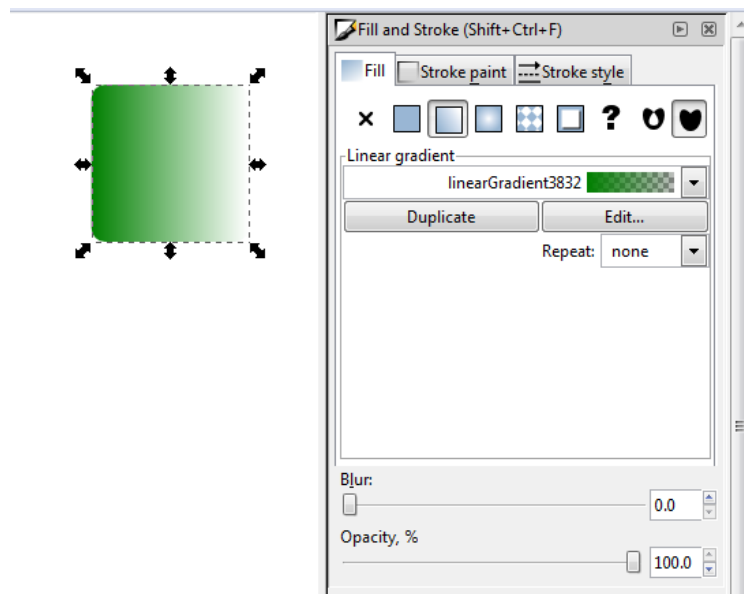 Fill and Stroke (Shift+Ctrl+F)
Fill Stroke paint Stroke style
?
Linear gradient
linearGradient3832
Duplicate Edit...
Repeat: none
Blur:
0.0
Opacity, %
100.0